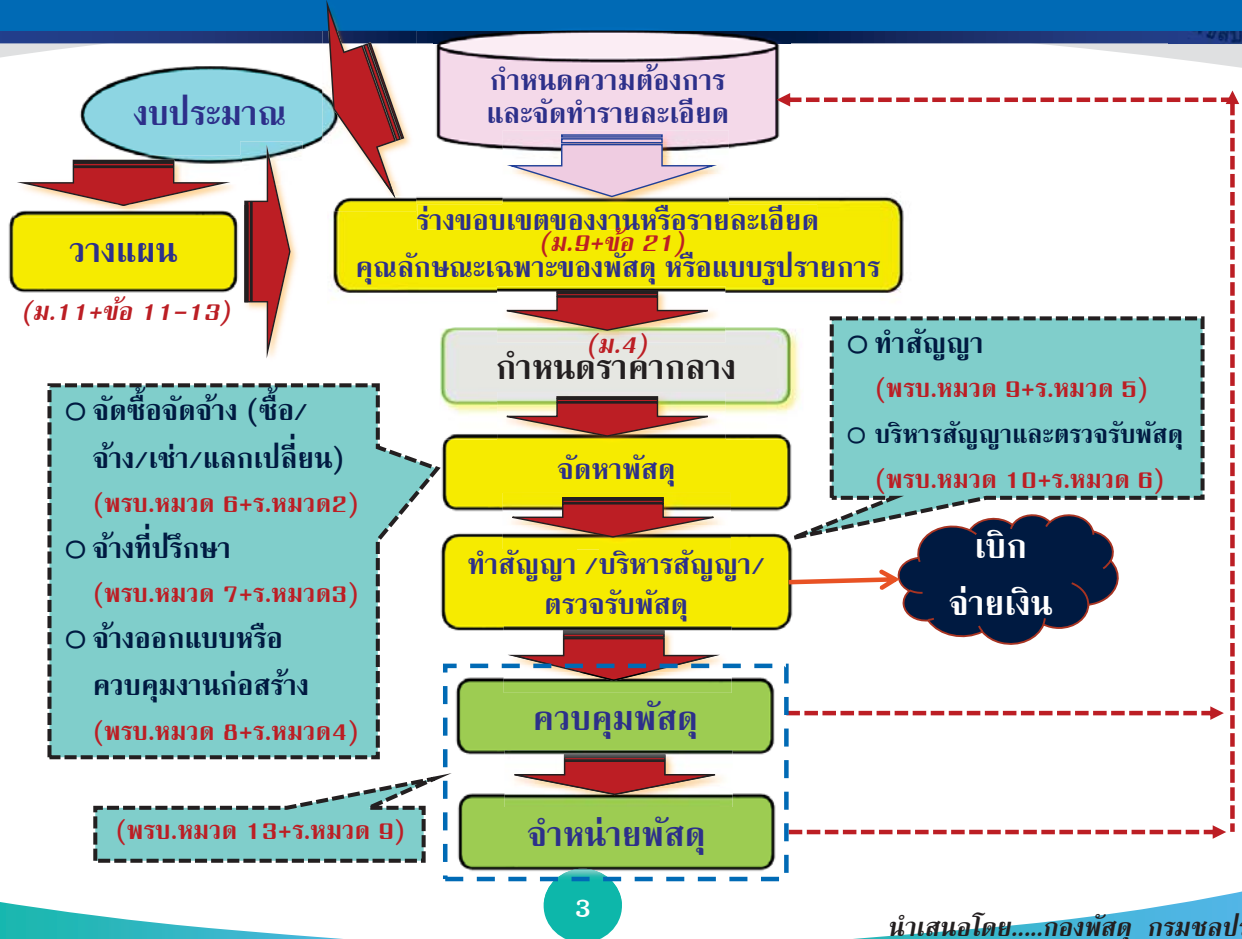 กำหนดความต้องการ
และจัดทำรายละเอียด
งบประมาณ
วางแผน
(ม.11+ข้อ 11-13)
ร่างขอบเขตของงานหรือรายละเอียด
(ม.9+ข้อ 21)
คุณลักษณะเฉพาะของพัสดุ หรือแบบรูปรายการ
(ม.4)
กำหนดราคากลาง
จัดหาพัสดุ
ทำสัญญา /บริหารสัญญา/
ตรวจรับพัสดุ
ควบคุมพัสดุ
จำหน่ายพัสดุ
จัดซื้อจัดจ้าง (ซื้อ/
จ้าง/เช่า/แลกเปลี่ยน)
(พรบ.หมวด 6+ร.หมวด2)
จ้างที่ปรึกษา
(พรบ.หมวด 7+ร.หมวด3)
จ้างออกแบบหรือ
ควบคุมงานก่อสร้าง
(พรบ.หมวด 8+ร.หมวด4)
(พรบ.หมวด 13+ร.หมวด 9)
ทำสัญญา
(พรบ.หมวด 9+ร.หมวด 5)
บริหารสัญญาและตรวจรับพัสดุ
(พรบ.หมวด 10+ร.หมวด 6)
เบิก
จ่ายเงิน
3
นำเสนอโดย.....กองพัสดุ กรมชลปร